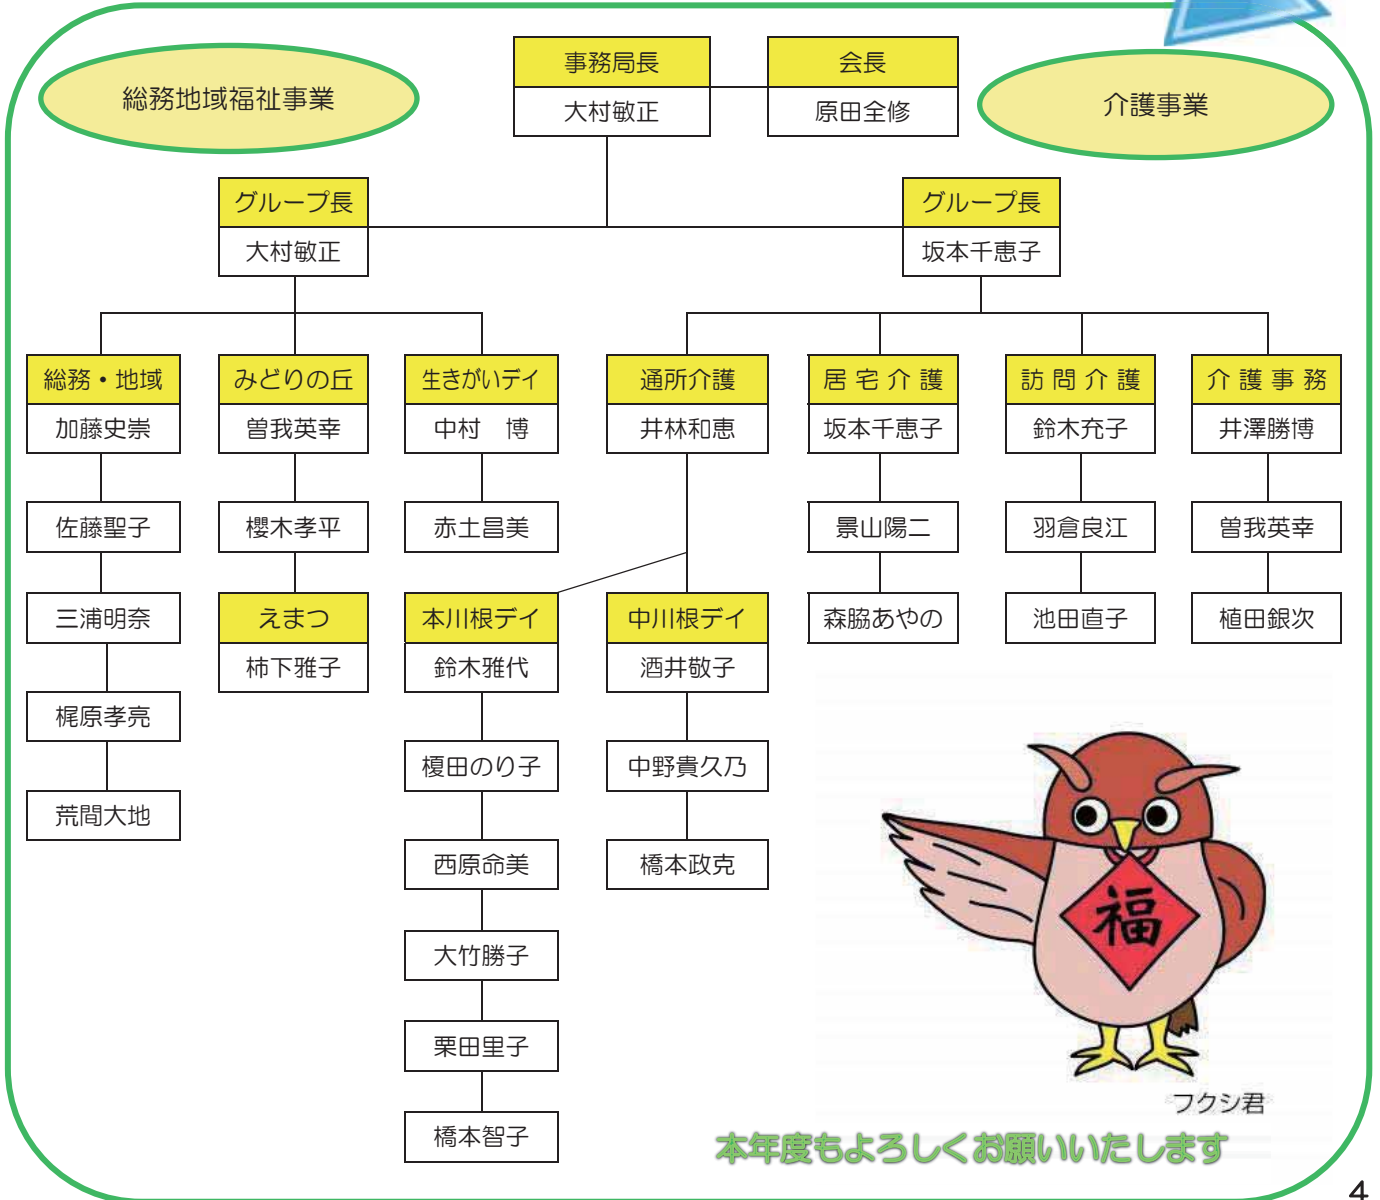 総務地域福祉事業
事務局長
大村敏正
会長
原田全修
介護事業
グループ長
大村敏正
グループ長
坂本千恵子
総務・地域
加藤史崇
佐藤聖子
三浦明奈
梶原孝亮
荒間大地
みどりの丘
曽我英幸
櫻木孝平
えまつ
柿下雅子
生きがいデイ
中村　博
赤土昌美
通所介護
井林和恵
本川根デイ
鈴木雅代
榎田のり子
西原命美
大竹勝子
栗田里子
橋本智子
中川根デイ
酒井敬子
中野貴久乃
橋本政克
居宅介護
坂本千恵子
景山陽二
森脇あやの
訪問介護
鈴木充子
羽倉良江
池田直子
介護事務
井澤勝博
曽我英幸
植田銀次
福
フクシ君
本年度もよろしくお願いいたします
4